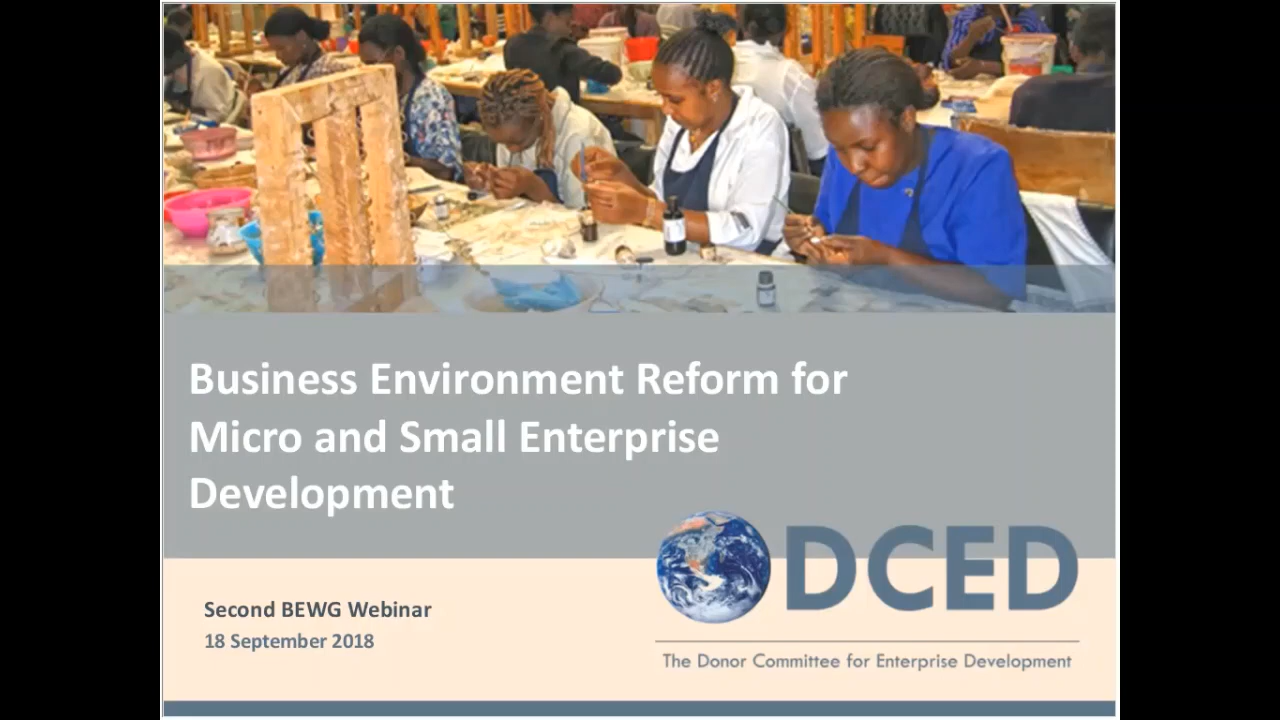 Business Environment Reform for
Micro and Small Enterprise
Development
DCED
Second BEWG Webinar
18 September 2018
The Donor Committee for Enterprise Development